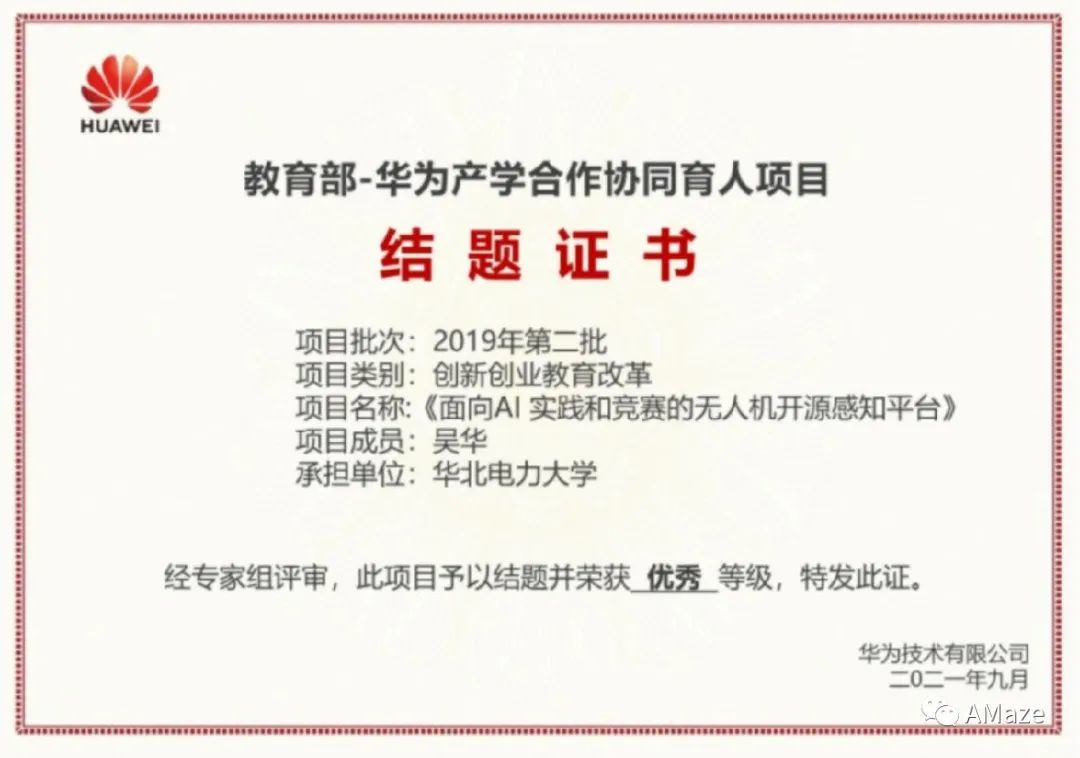 HUAWEI
教育部-华为产学合作协同育人项目
结题证书
项目批次：2019年第二批
项目类别：创新创业教育改革
项目名称:《面向AI 实践和竞赛的无人机开源感知平台》
项目成员：吴华
承担单位：华北电力大学
经专家组评审，此项目予以结题并荣获 优秀 等级，特发此证。
华为技术有限公司
二0二一年九月
AMaze